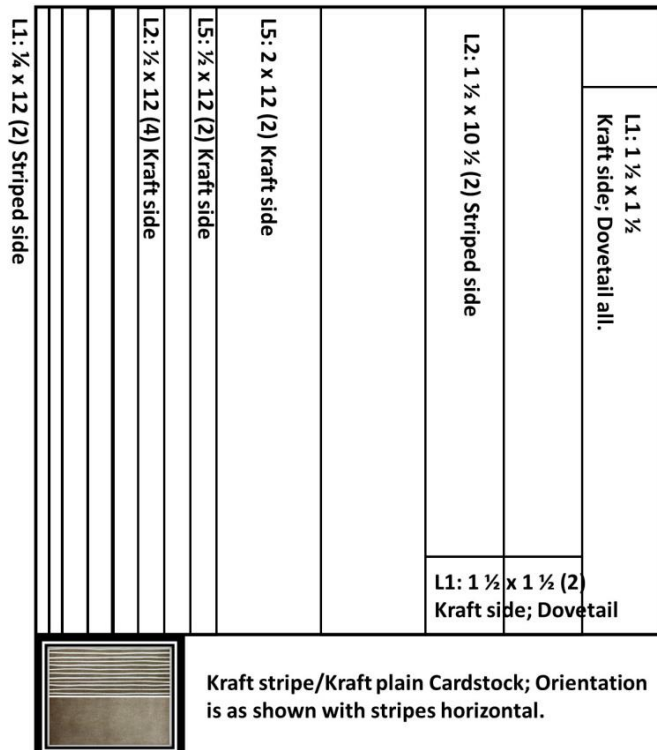 L1: ¼ x 12 (2) Striped side
L2: ½ x 12 (4) Kraft side
L5: ½ x 12 (2) Kraft side
L5: 2 x 12 (2) Kraft side
L2: 1 ½ x 10 ½ (2) Striped side
L1: 1 ½ x 1 ½
Kraft side; Dovetail all.
L1: 1 ½ x 1 ½ (2)
Kraft side; Dovetail
Kraft stripe/Kraft plain Cardstock; Orientation
is as shown with stripes horizontal.